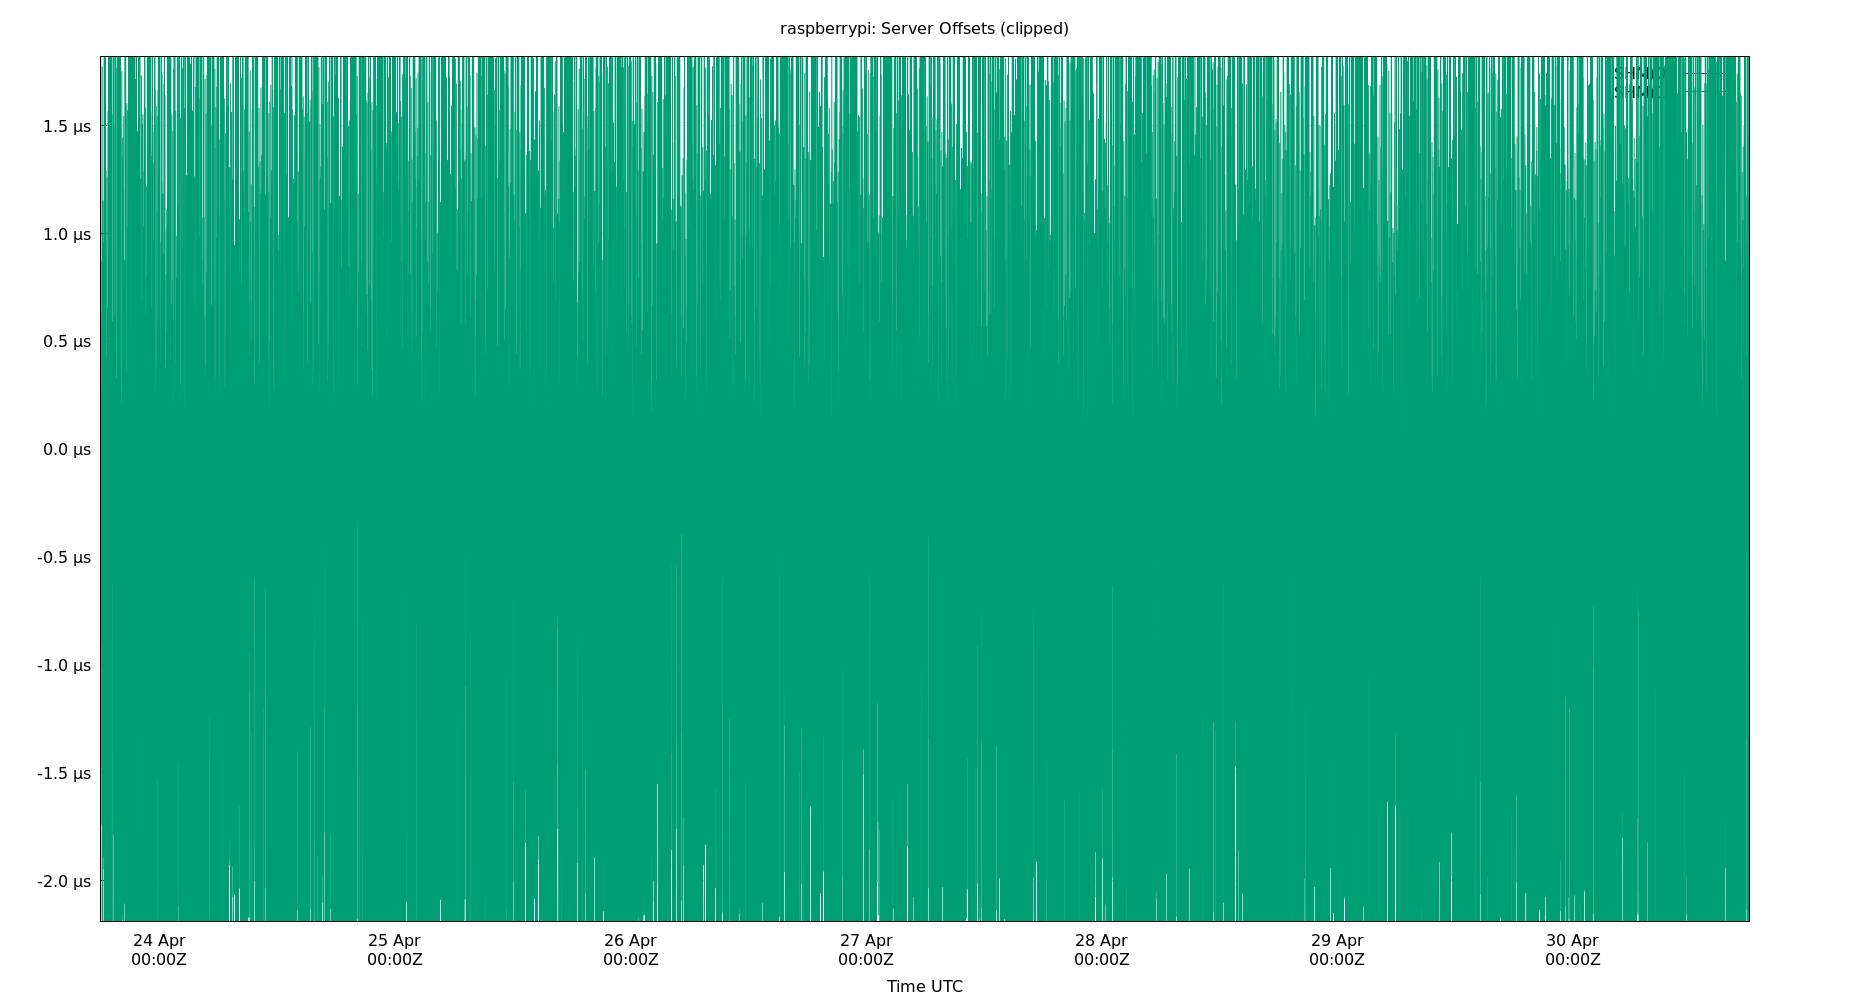 raspberrypi: Server Offsets (clipped)
1.5 µs
1.0 µs
0.5 µs
0.0 µs
-0.5 µs
-1.0 µs
-1.5 µs
-2.0 µs
24 Apr
00:00Z
25 Apr
00:00Z
26 Apr
00:00Z
27 Apr
00:00Z
28 Apr
00:00Z
29 Apr
00:00Z
30 Apr
00:00Z
Time UTC